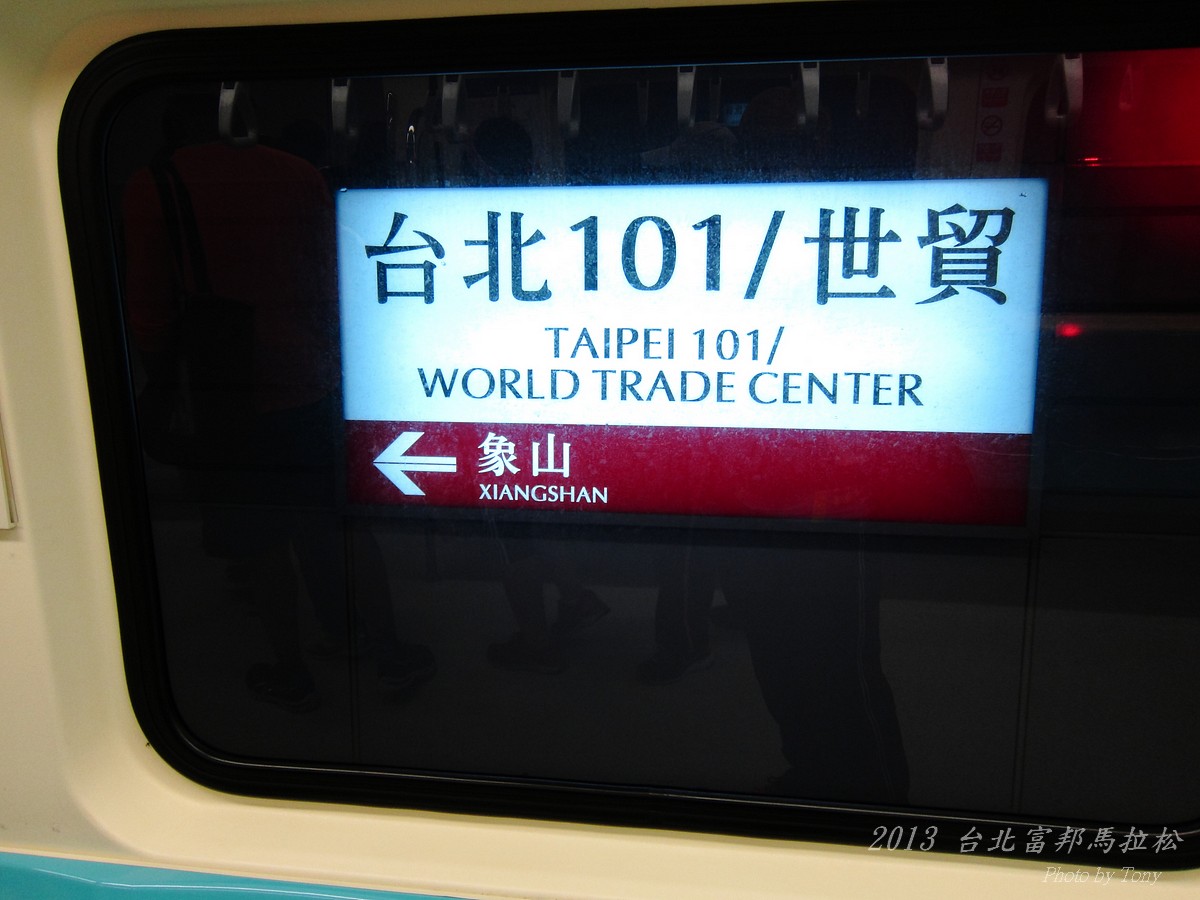 台北101/世貿
TAIPEI 101/
WORLD TRADE CENTER
象山
XIANGSHAN
2013 台北富邦馬拉松
Photo by Tony